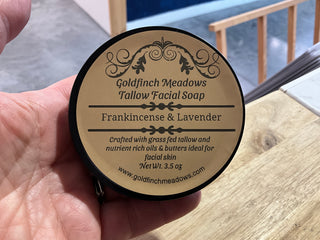 Goldfinch Meadows
Tallow Facial Soap
Frankincense & Lavender
Crafted with grass fed tallow and
nutrient rich oils & butters ideal for
facial skin
Net Wt. 3.5 oz
www.goldfinchmeadows.com